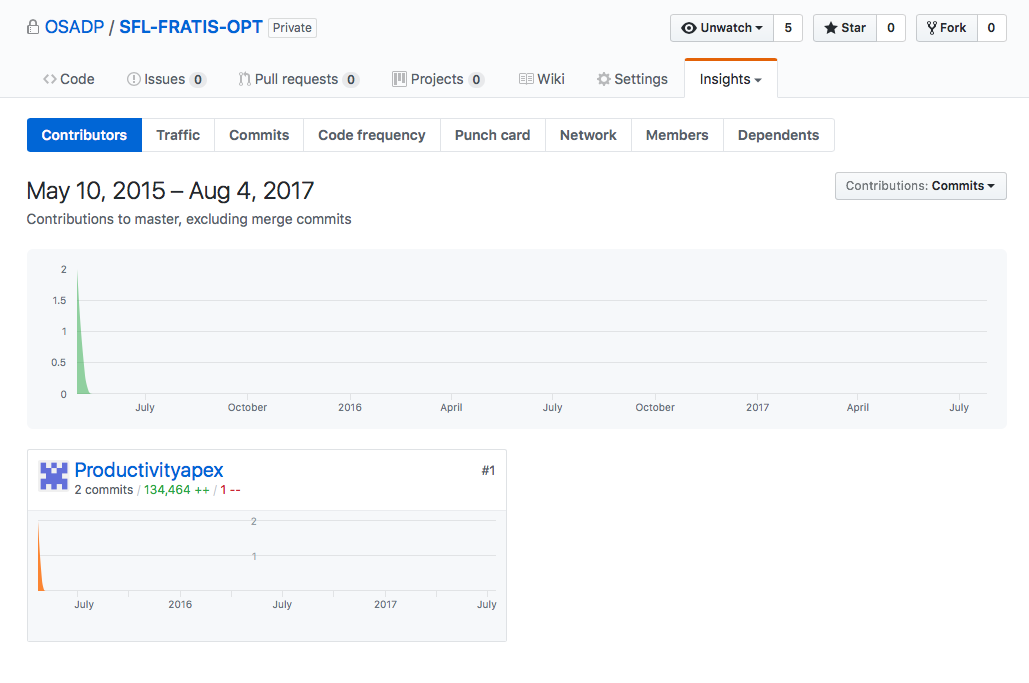 OSADP / SFL-FRATIS-OPT Private
Unwatch 5 Star 0 Fork 0
Code Issues 0 Pull requests 0 Projects 0 Wiki Settings Insights
Contributors Traffic Commits Code frequency Punch card Network Members Dependents
May 10, 2015 – Aug 4, 2017
Contributions: Commits
Contributions to master, excluding merge commits
2
1.5
1
0.5
0
July October 2016 April July October 2017 April July
Productivityapex #1
2 commits / 134,464 ++ / 1 --
2
1
July 2016 July 2017 July